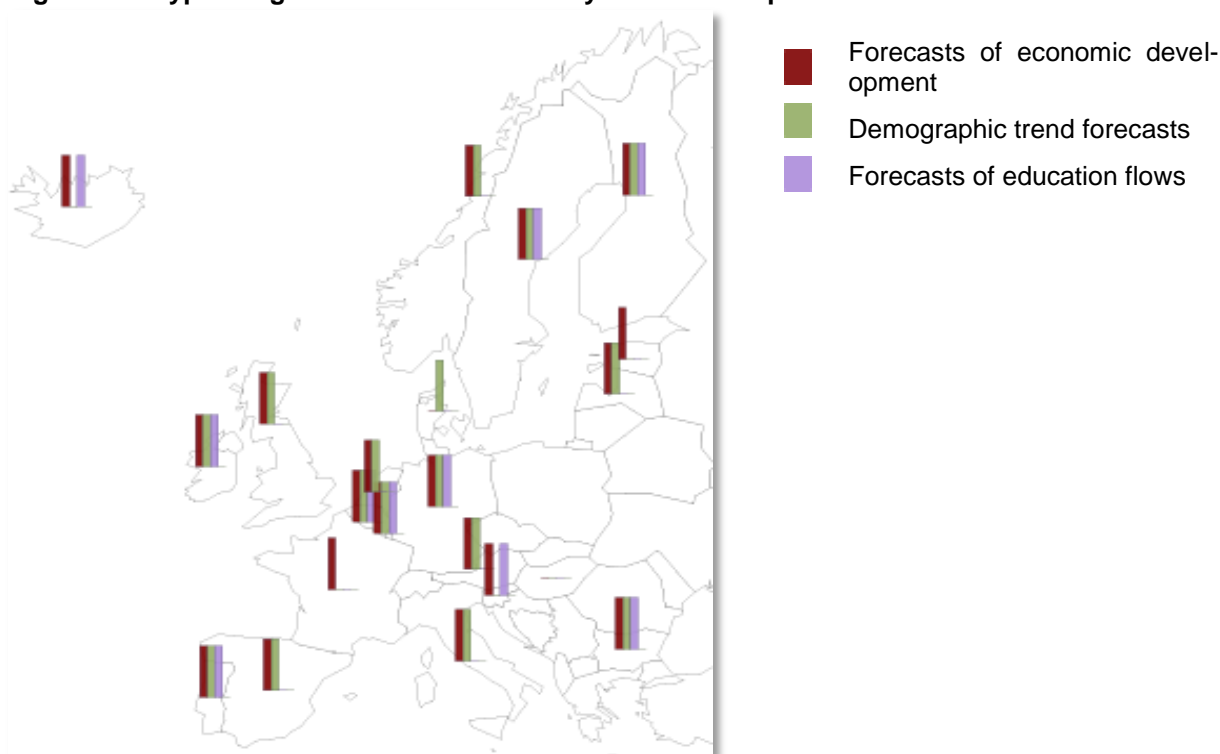 Forecasts of economic devel-
opment
Demographic trend forecasts
Forecasts of education flows